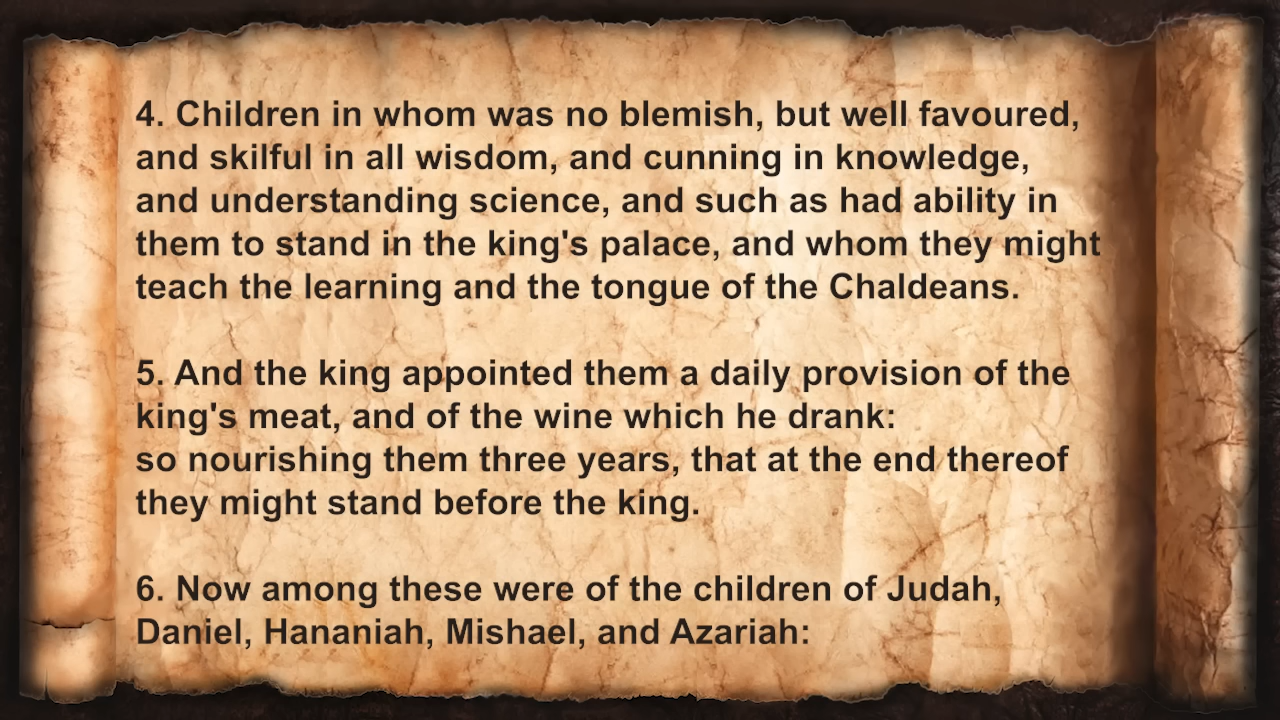 4. Children in whom was no blemish, but well favoured,
and skilful in all wisdom, and cunning in knowledge,
and understanding science, and such as had ability in
them to stand in the king's palace, and whom they might
teach the learning and the tongue of the Chaldeans.
5. And the king appointed them a daily provision of the
king's meat, and of the wine which he drank:
so nourishing them three years, that at the end thereof
they might stand before the king.
6. Now among these were of the children of Judah,
Daniel, Hananiah, Mishael, and Azariah: